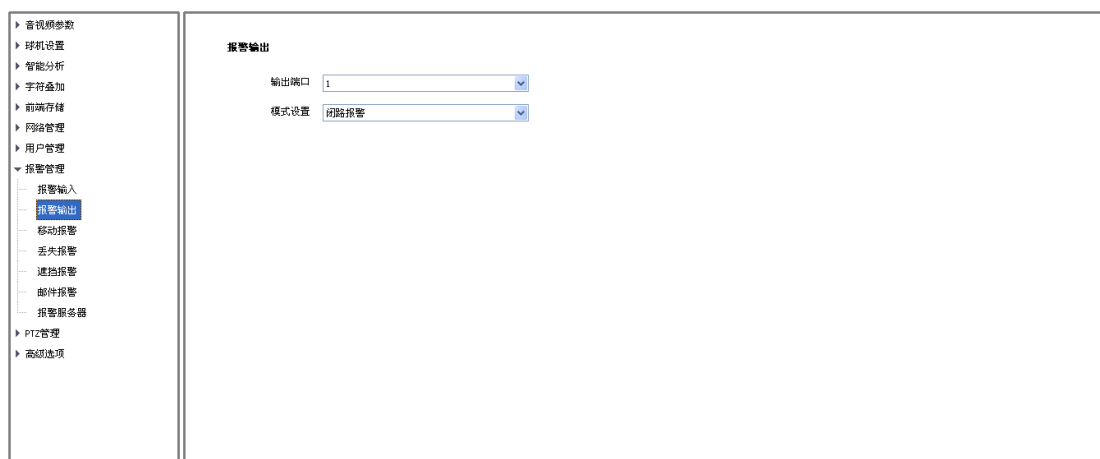 音视频参数
球机设置
智能分析
字符叠加
前端存储
网络管理
用户管理
报警管理
报警输入
报警输出
移动报警
丢失报警
遮挡报警
邮件报警
报警服务器
PTZ管理
高级选项
报警输出
输出端口 1
模式设置 闭路报警